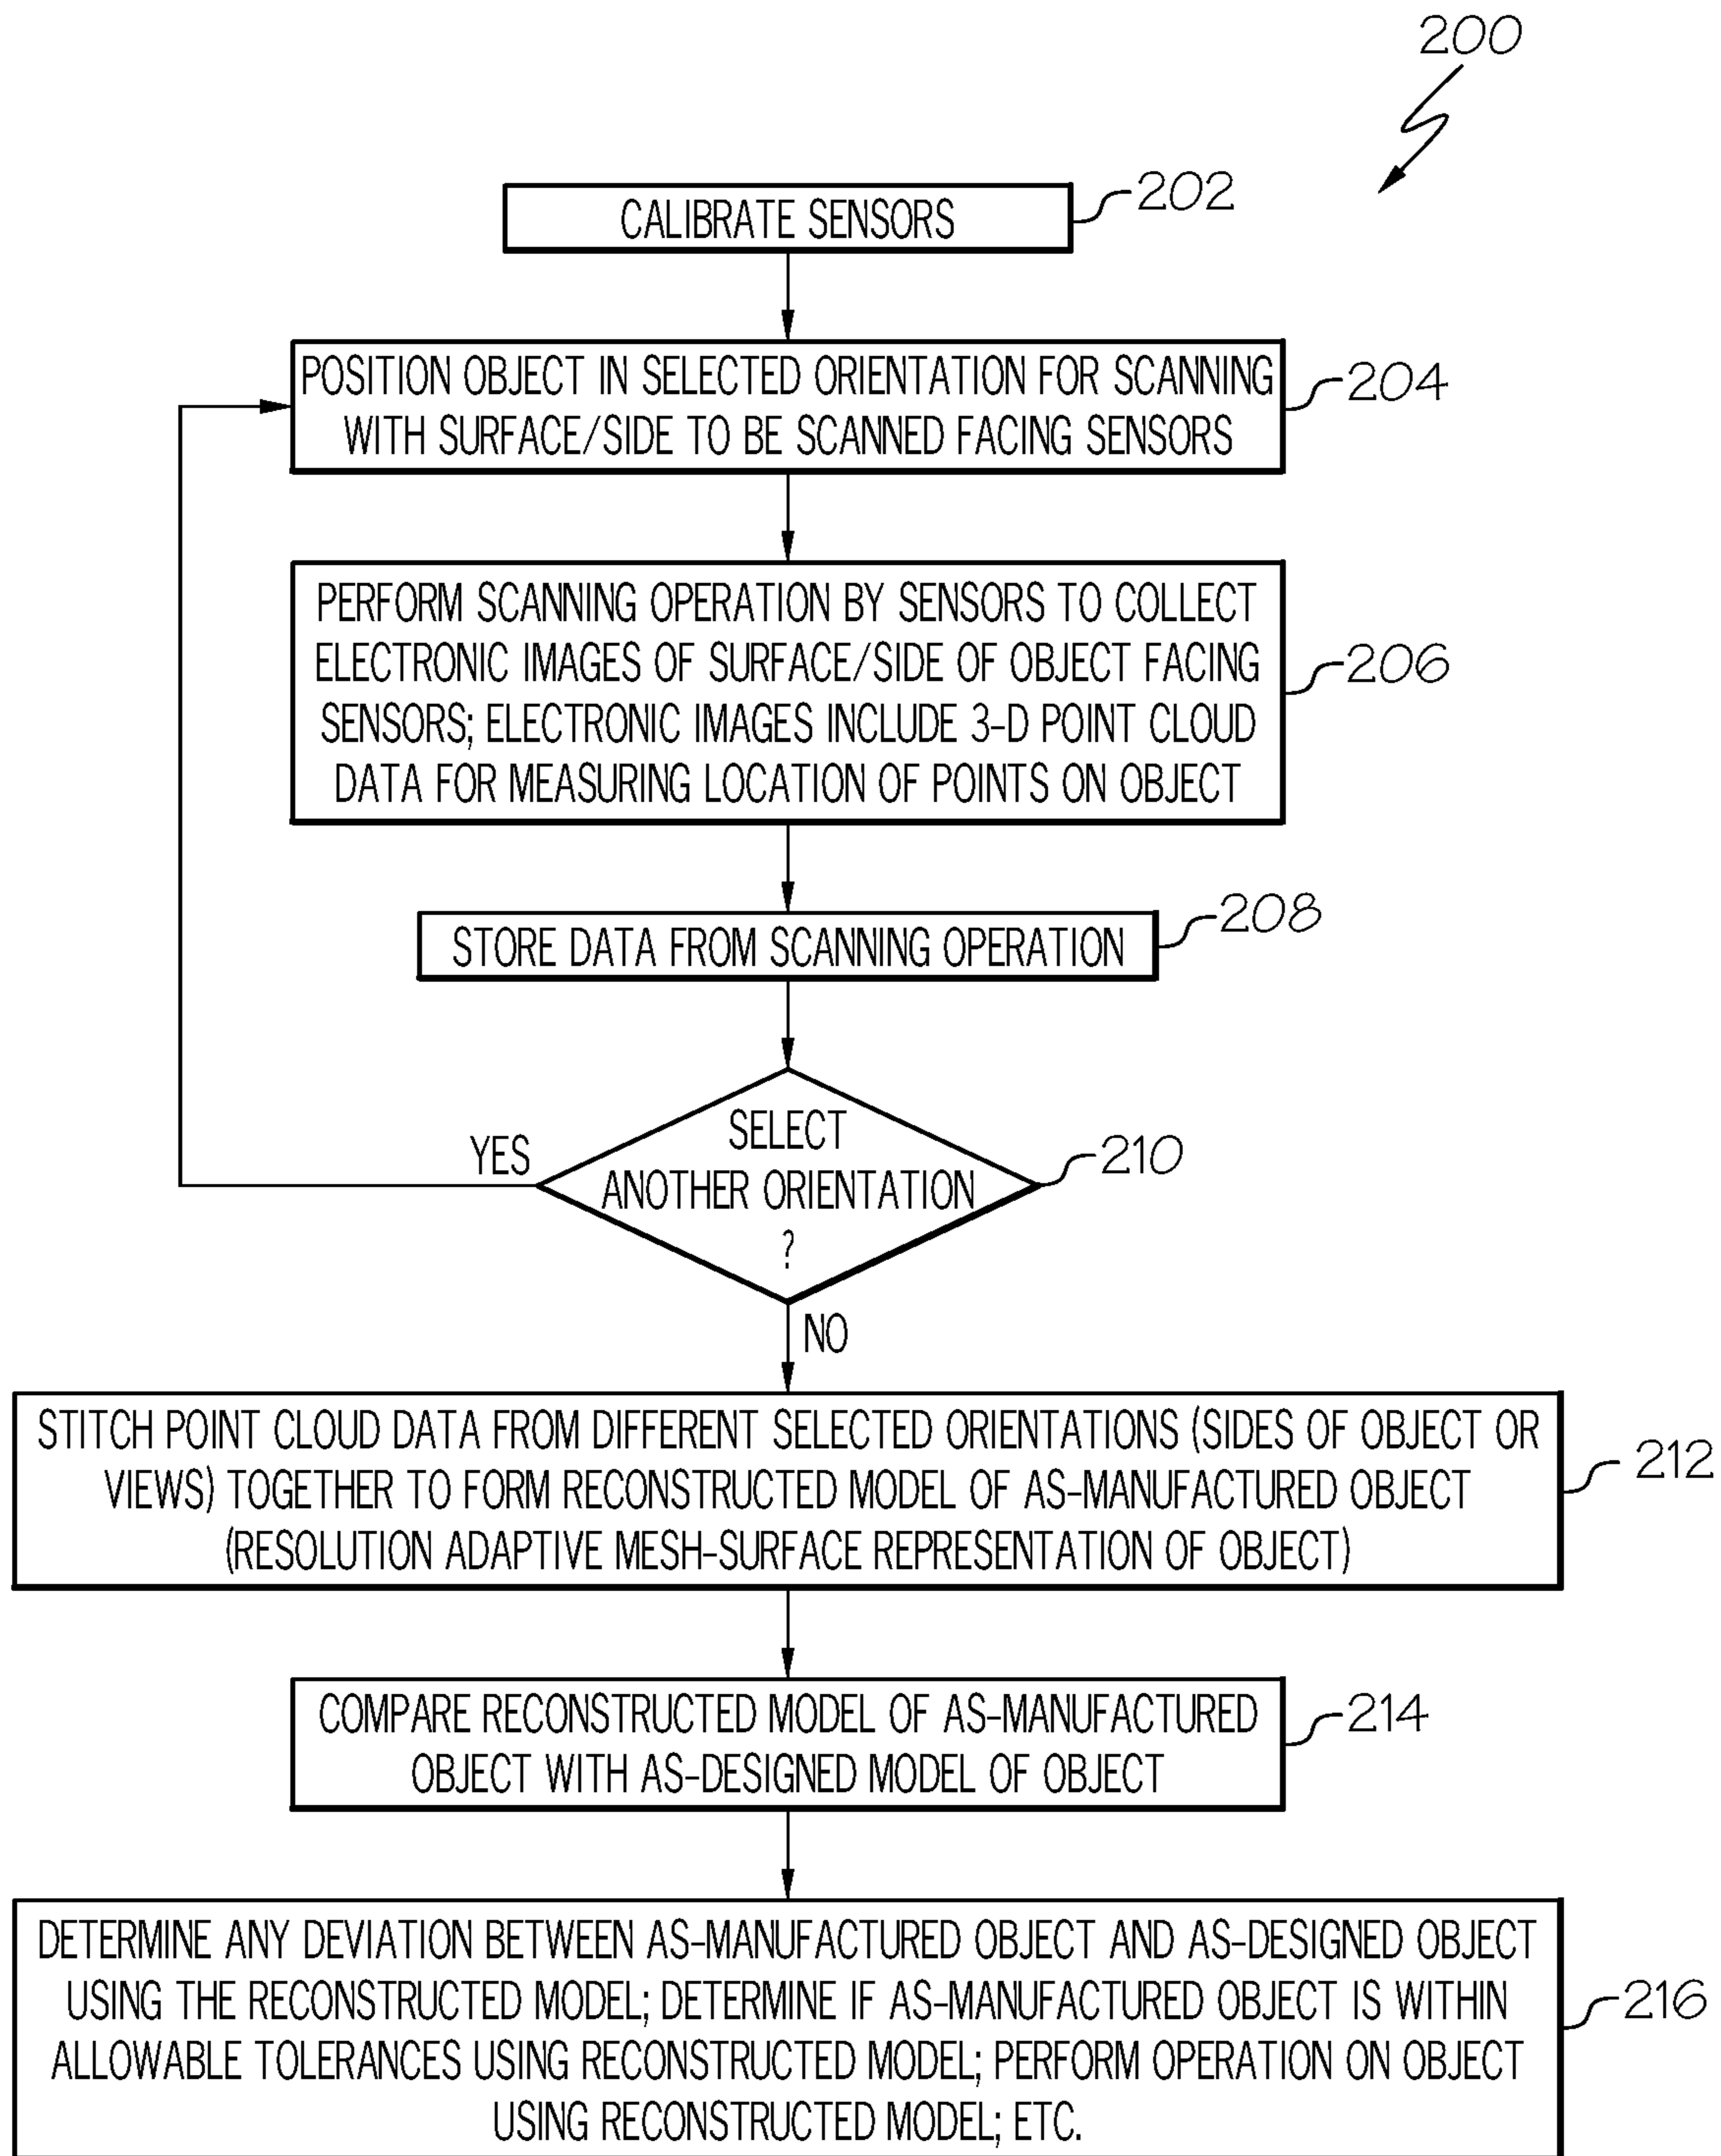 200
CALIBRATE SENSORS
202
POSITION OBJECT IN SELECTED ORIENTATION FOR SCANNING
WITH SURFACE/SIDE TO BE SCANNED FACING SENSORS
204
PERFORM SCANNING OPERATION BY SENSORS TO COLLECT
ELECTRONIC IMAGES OF SURFACE/SIDE OF OBJECT FACING
SENSORS; ELECTRONIC IMAGES INCLUDE 3-D POINT CLOUD
DATA FOR MEASURING LOCATION OF POINTS ON OBJECT
206
STORE DATA FROM SCANNING OPERATION
208
SELECT
ANOTHER ORIENTATION
?
210
YES
NO
STITCH POINT CLOUD DATA FROM DIFFERENT SELECTED ORIENTATIONS (SIDES OF OBJECT OR
VIEWS) TOGETHER TO FORM RECONSTRUCTED MODEL OF AS-MANUFACTURED OBJECT
(RESOLUTION ADAPTIVE MESH-SURFACE REPRESENTATION OF OBJECT)
212
COMPARE RECONSTRUCTED MODEL OF AS-MANUFACTURED
OBJECT WITH AS-DESIGNED MODEL OF OBJECT
214
DETERMINE ANY DEVIATION BETWEEN AS-MANUFACTURED OBJECT AND AS-DESIGNED OBJECT
USING THE RECONSTRUCTED MODEL; DETERMINE IF AS-MANUFACTURED OBJECT IS WITHIN
ALLOWABLE TOLERANCES USING RECONSTRUCTED MODEL; PERFORM OPERATION ON OBJECT
USING RECONSTRUCTED MODEL; ETC.
216